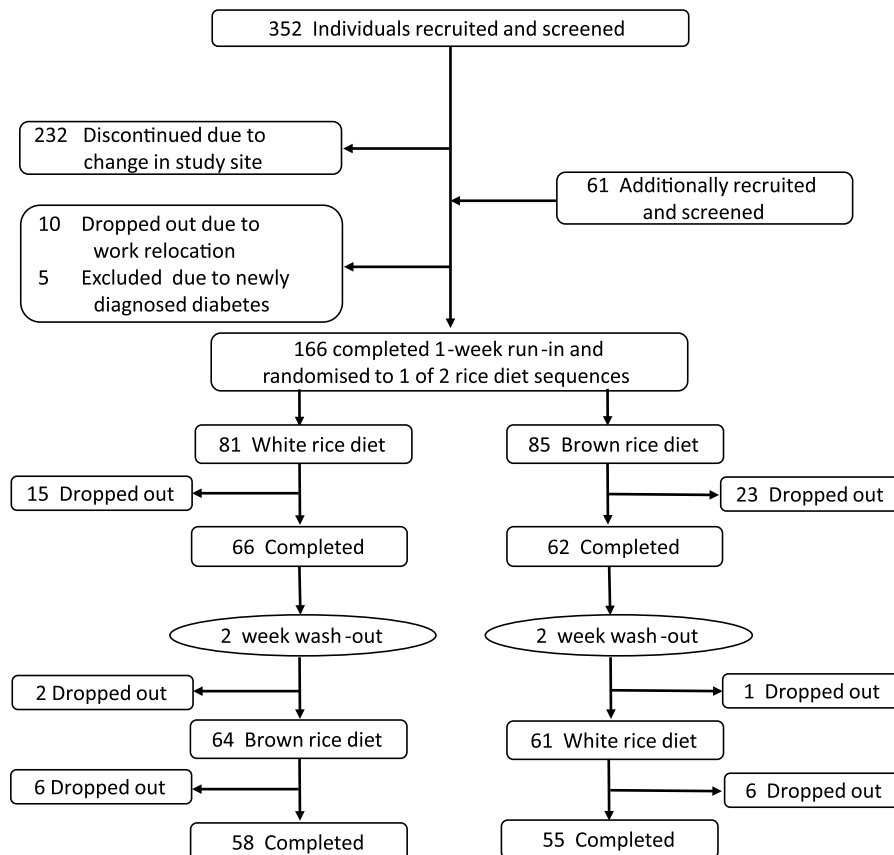 352 Individuals recruited and screened
232 Discontinued due to
change in study site
61 Additionally recruited
and screened
10 Dropped out due to
work relocation
5 Excluded due to newly
diagnosed diabetes
166 completed 1-week run-in and
randomised to 1 of 2 rice diet sequences
81 White rice diet
85 Brown rice diet
15 Dropped out
23 Dropped out
66 Completed
62 Completed
2 week wash-out
2 week wash-out
2 Dropped out
1 Dropped out
64 Brown rice diet
61 White rice diet
6 Dropped out
6 Dropped out
58 Completed
55 Completed